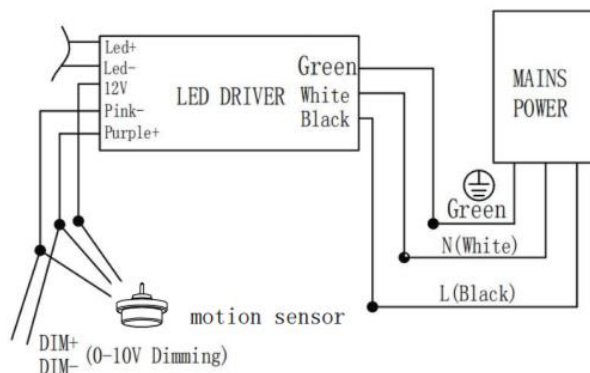 Led+
Led-
12V
Pink-
Purple+
LED DRIVER
Green
White
Black
MAINS
POWER
Green
N(White)
L(Black)
motion sensor
DIM+
DIM-
(0-10V Dimming)